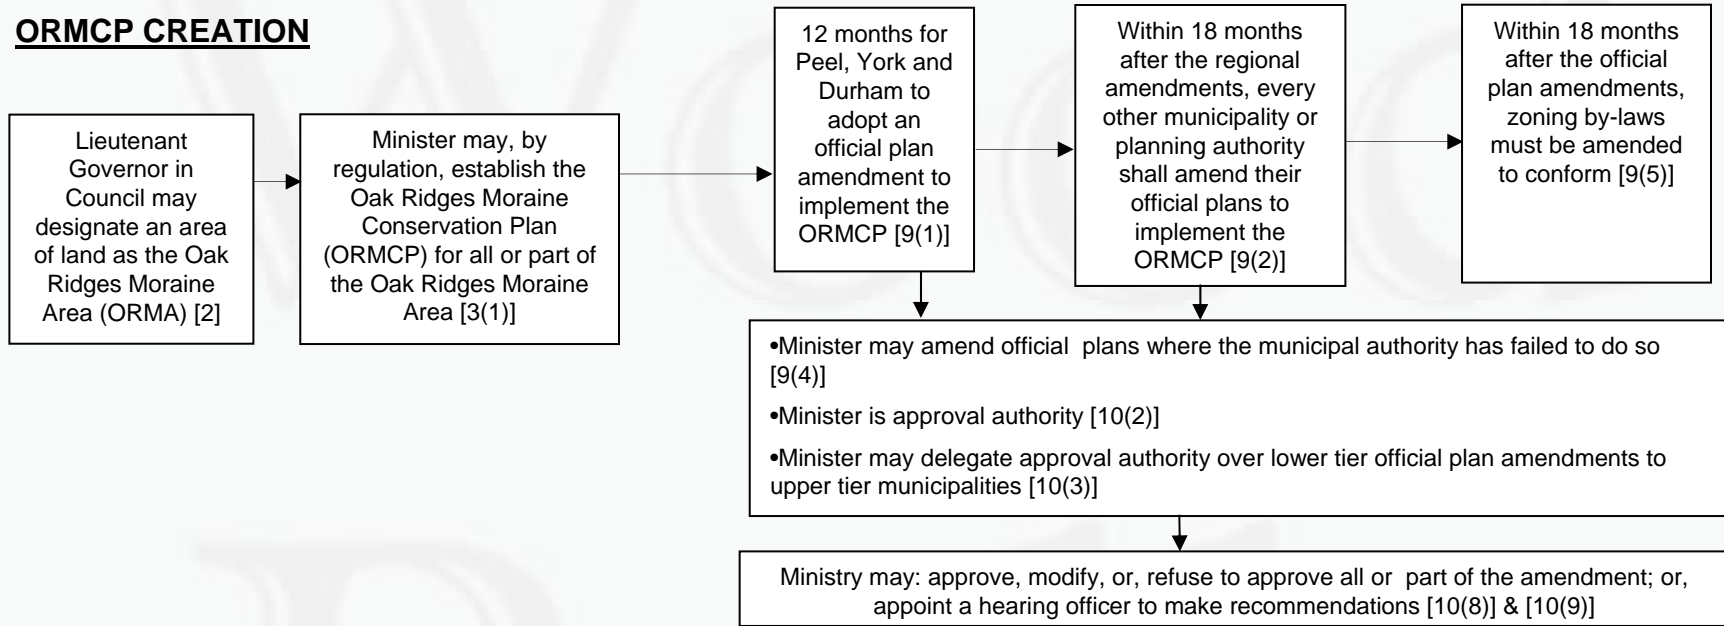 ORMCP CREATION
Lieutenant
Governor in
Council may
designate an area
of land as the Oak
Ridges Moraine
Area (ORMA) [2]
Minister may, by
regulation, establish the
Oak Ridges Moraine
Conservation Plan
(ORMCP) for all or part of
the Oak Ridges Moraine
Area [3(1)]
12 months for
Peel, York and
Durham to
adopt an
official plan
amendment to
implement the
ORMCP [9(1)]
Within 18 months
after the regional
amendments, every
other municipality or
planning authority
shall amend their
official plans to
implement the
ORMCP [9(2)]
Within 18 months
after the official
plan amendments,
zoning by-laws
must be amended
to conform [9(5)]
•Minister may amend official plans where the municipal authority has failed to do so
[9(4)]
•Minister is approval authority [10(2)]
•Minister may delegate approval authority over lower tier official plan amendments to
upper tier municipalities [10(3)]
Ministry may: approve, modify, or, refuse to approve all or part of the amendment; or,
appoint a hearing officer to make recommendations [10(8)] & [10(9)]